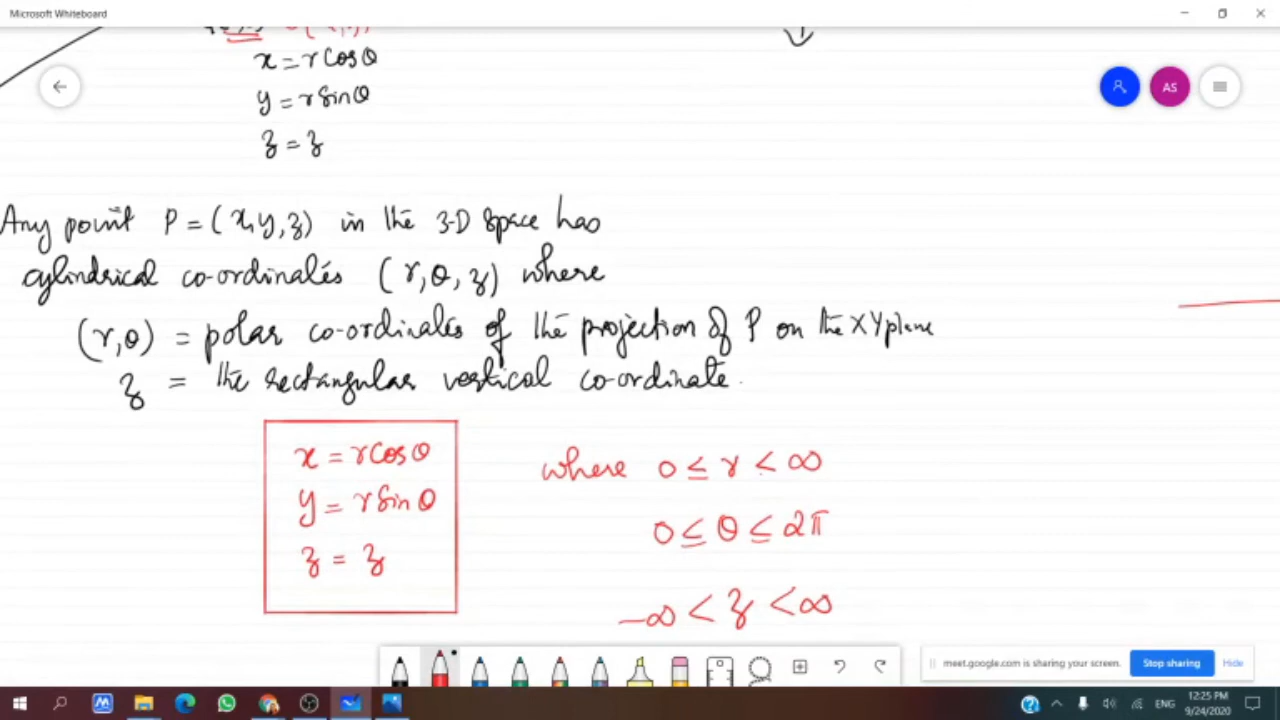 Microsoft Whiteboard
x = r Cos θ
y = r Sin θ
z = z
AS
Any point P = (x, y, z) in the 3-D space has
cylindrical co-ordinates (r, θ, z) where
(r, θ) = polar co-ordinates of the projection of P on the XY plane
z = the rectangular vertical co-ordinate.
x = r Cos θ
y = r Sin θ
z = z
where 0 ≤ r < ∞
0 ≤ θ ≤ 2π
-∞ < z < ∞
meet.google.com is sharing your screen. Stop sharing Hide
ENG
12:25 PM
9/24/2020